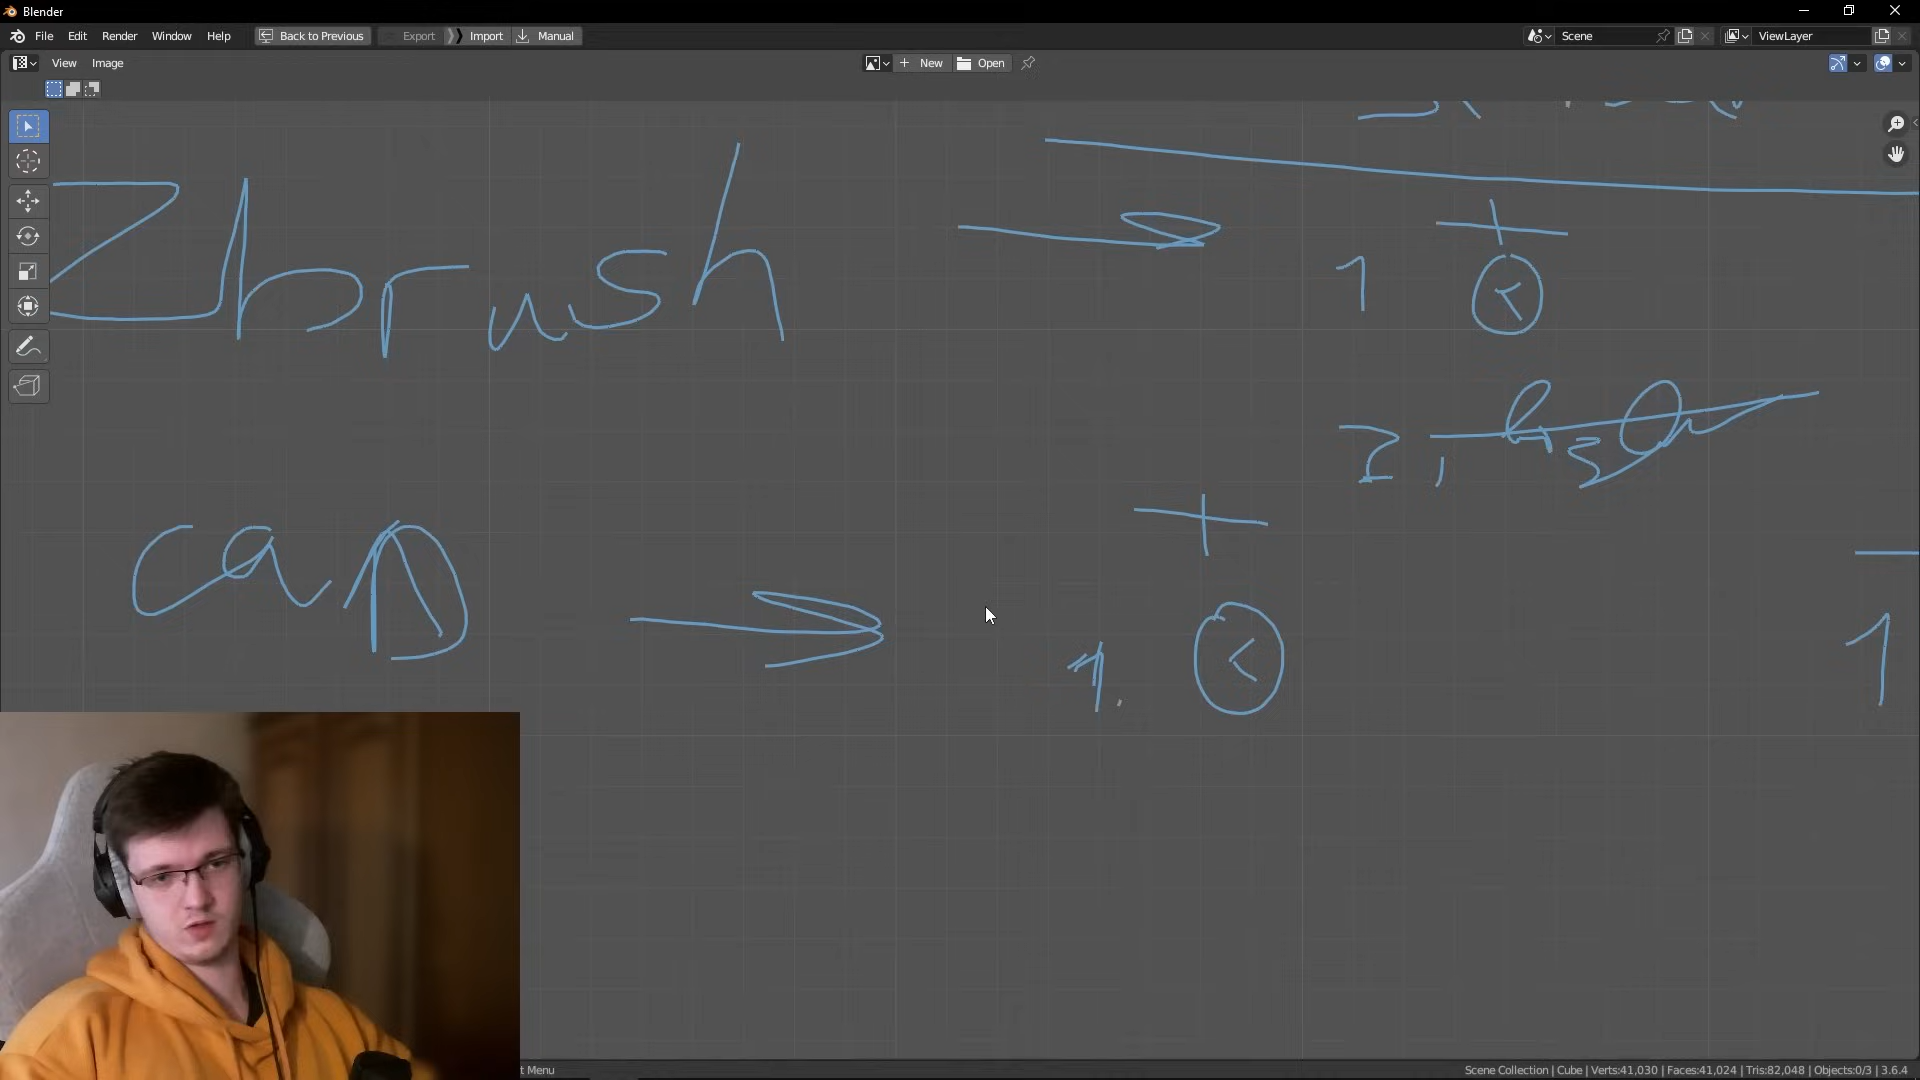 Blender
File Edit Render Window Help Back to Previous Export Import Manual Scene ViewLayer
View Image New Open
Zbrush
1
2,
CAD
1.
1
t Menu
Scene Collection | Cube | Verts:41,030 | Faces:41,024 | Tris:82,048 | Objects:0/3 | 3.6.4